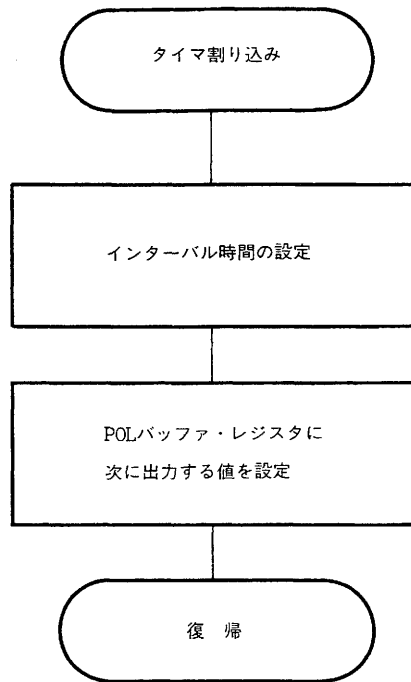 タイマ割り込み
インターバル時間の設定
POLバッファ・レジスタに
次に出力する値を設定
復 帰